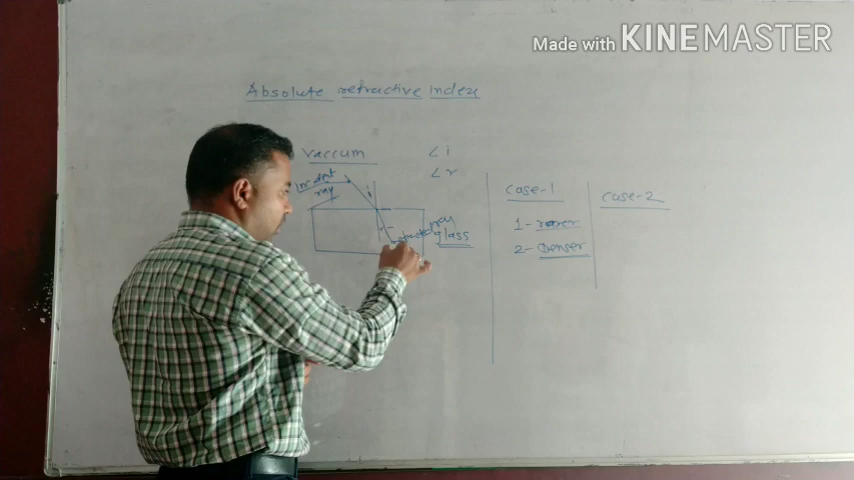 Made with KINEMASTER
Absolute refractive Index
Vaccum
<i
<r
Incident
ray
i
r
refracted ray
glass
case-1
1- rarer
2- Denser
case-2